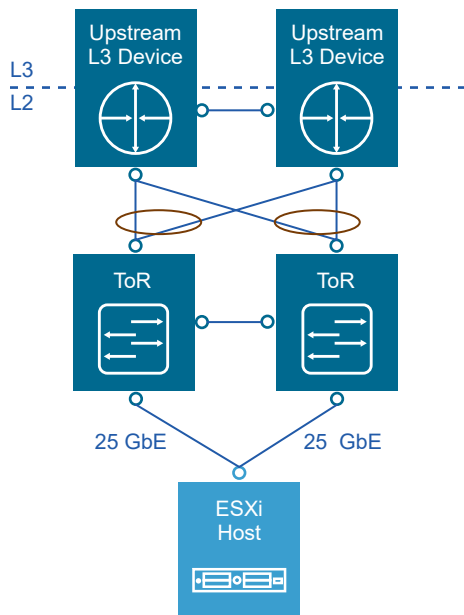 Upstream
L3 Device
Upstream
L3 Device
L3
L2
ToR
ToR
25 GbE
25  GbE
ESXi
Host